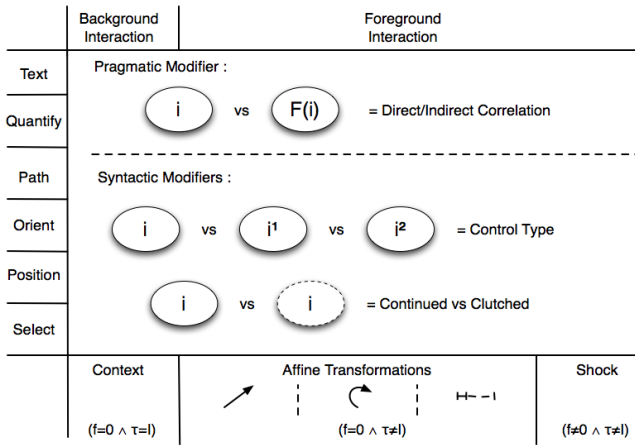 Background
Interaction
Foreground
Interaction
Text
Pragmatic Modifier :
i vs F(i) = Direct/Indirect Correlation
Quantify
Path
Syntactic Modifiers :
Orient
i vs i¹ vs i² = Control Type
Position
i vs i = Continued vs Clutched
Select
Context
Affine Transformations
Shock
(f=0 ∧ τ=I)
(f=0 ∧ τ≠I)
(f≠0 ∧ τ≠I)